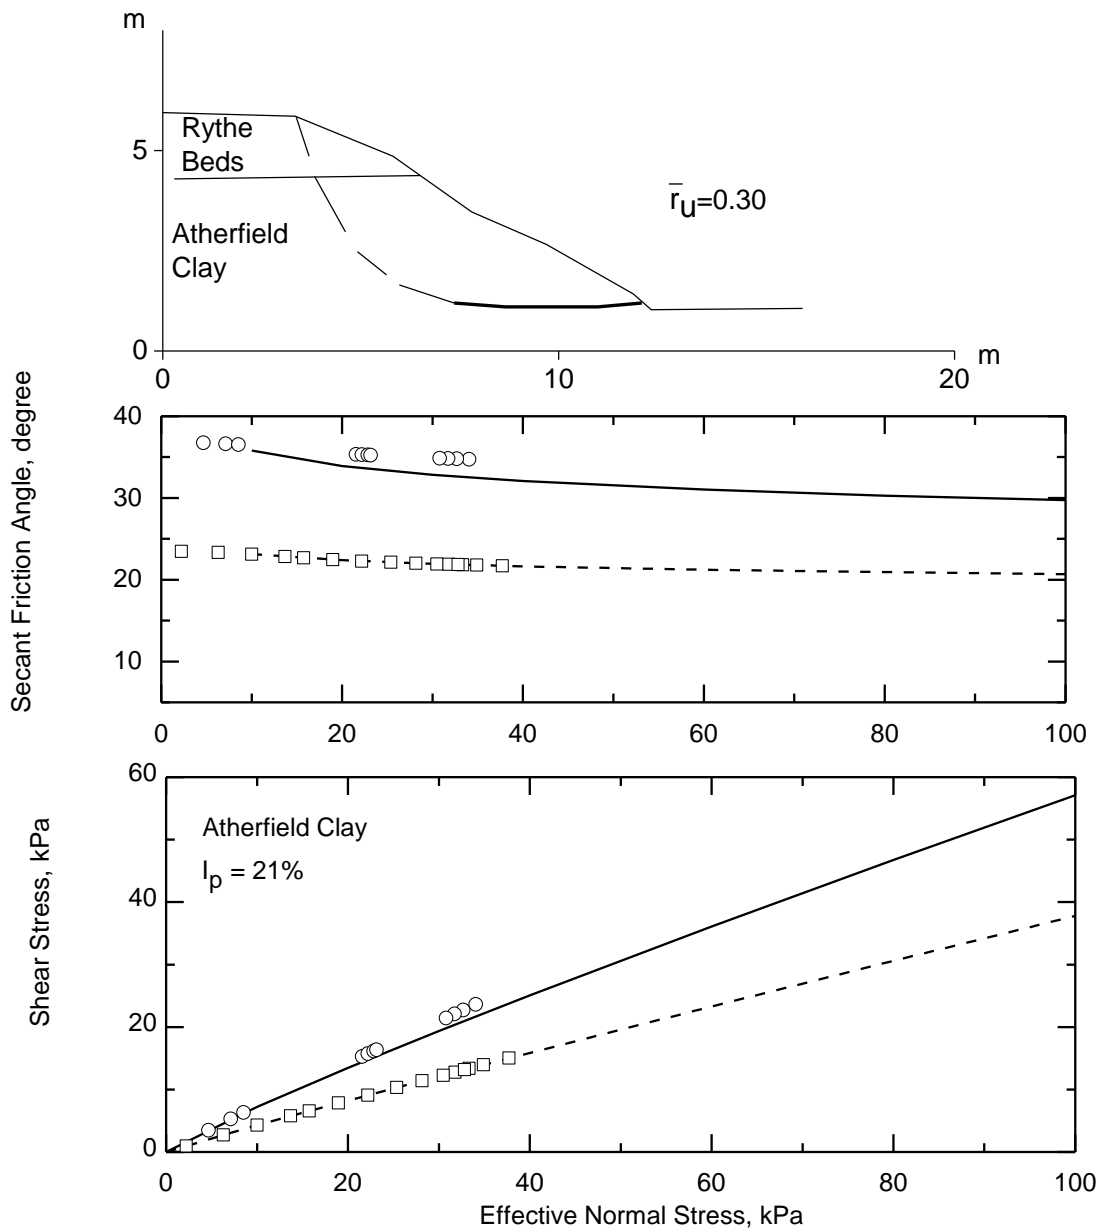 m
Rythe
Beds
5
r̅u=0.30
Atherfield
Clay
0
m
0 10 20
Secant Friction Angle, degree
40
30
20
10
0 20 40 60 80 100
Shear Stress, kPa
60
Atherfield Clay
Ip = 21%
40
20
0
0 20 40 60 80 100
Effective Normal Stress, kPa